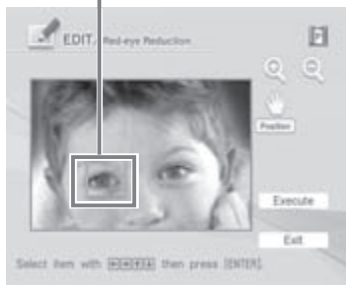 EDIT/ Red-eye Reduction
P
Position
Execute
Exit
Select item with [←][→][↑][↓] then press [ENTER].